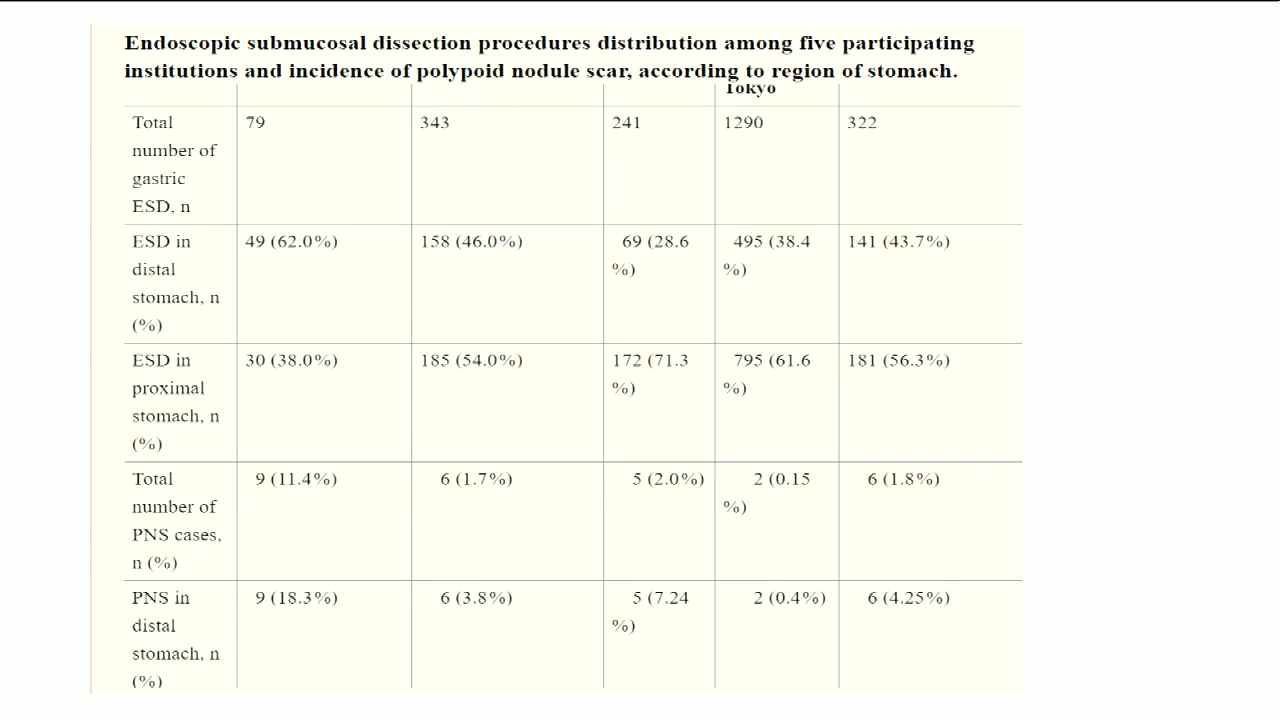 Endoscopic submucosal dissection procedures distribution among five participating
institutions and incidence of polypoid nodule scar, according to region of stomach.
Tokyo
Total 79 343 241 1290 322
number of
gastric
ESD, n
ESD in 49 (62.0%) 158 (46.0%) 69 (28.6 495 (38.4 141 (43.7%)
distal %) %)
stomach, n
(%)
ESD in 30 (38.0%) 185 (54.0%) 172 (71.3 795 (61.6 181 (56.3%)
proximal %) %)
stomach, n
(%)
Total 9 (11.4%) 6 (1.7%) 5 (2.0%) 2 (0.15 6 (1.8%)
number of %)
PNS cases,
n (%)
PNS in 9 (18.3%) 6 (3.8%) 5 (7.24 2 (0.4%) 6 (4.25%)
distal %)
stomach, n
(%)